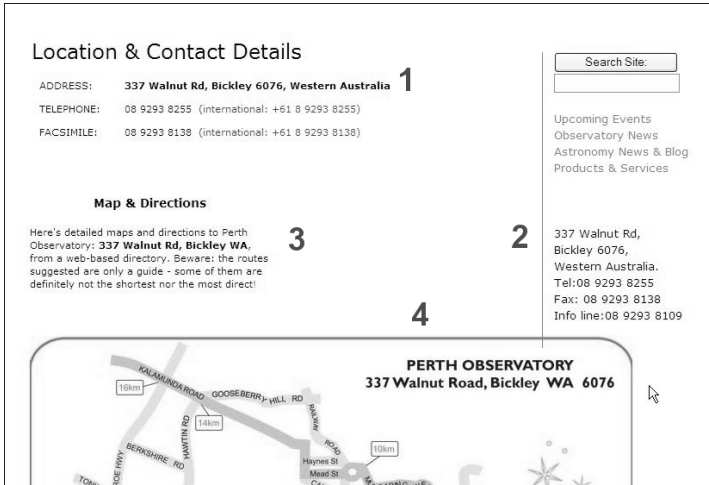 Location & Contact Details
ADDRESS: 337 Walnut Rd, Bickley 6076, Western Australia
1
TELEPHONE: 08 9293 8255 (international: +61 8 9293 8255)
FACSIMILE: 08 9293 8138 (international: +61 8 9293 8138)
Search Site:
Upcoming Events
Observatory News
Astronomy News & Blog
Products & Services
Map & Directions
Here's detailed maps and directions to Perth
Observatory: 337 Walnut Rd, Bickley WA,
from a web-based directory. Beware: the routes
suggested are only a guide - some of them are
definitely not the shortest nor the most direct!
3
2
337 Walnut Rd,
Bickley 6076,
Western Australia.
Tel:08 9293 8255
Fax: 08 9293 8138
Info line:08 9293 8109
4
PERTH OBSERVATORY
337 Walnut Road, Bickley WA 6076
KALAMUNDA ROAD
16km
GOOSEBERRY HILL RD
14km
RAILWAY ROAD
HAWTIN RD
BERKSHIRE RD
10km
Haynes St
Mead St